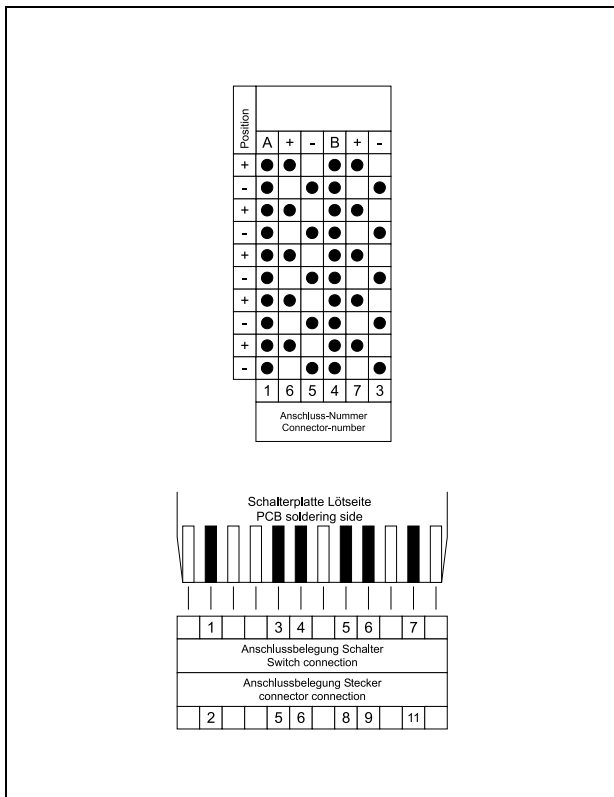 Position
A + - B + -
+
-
+
-
+
-
+
-
+
-
1 6 5 4 7 3
Anschluss-Nummer
Connector-number
Schalterplatte Lötseite
PCB soldering side
1 3 4 5 6 7
Anschlussbelegung Schalter
Switch connection
Anschlussbelegung Stecker
connector connection
2 5 6 8 9 11